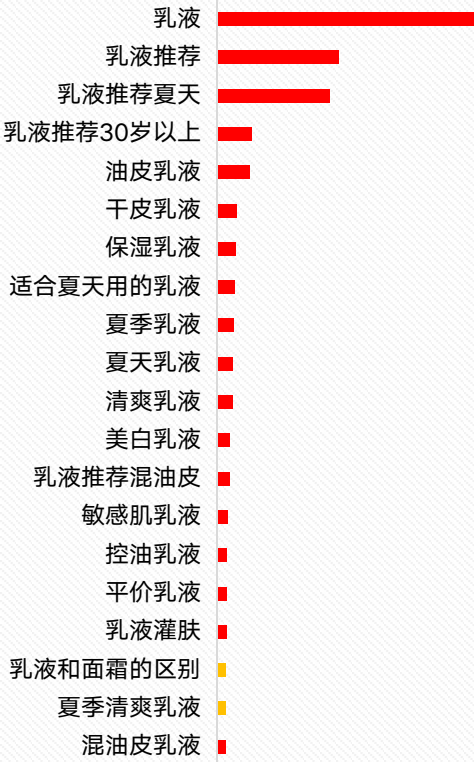 乳液
乳液推荐
乳液推荐夏天
乳液推荐30岁以上
油皮乳液
干皮乳液
保湿乳液
适合夏天用的乳液
夏季乳液
夏天乳液
清爽乳液
美白乳液
乳液推荐混油皮
敏感肌乳液
控油乳液
平价乳液
乳液灌肤
乳液和面霜的区别
夏季清爽乳液
混油皮乳液